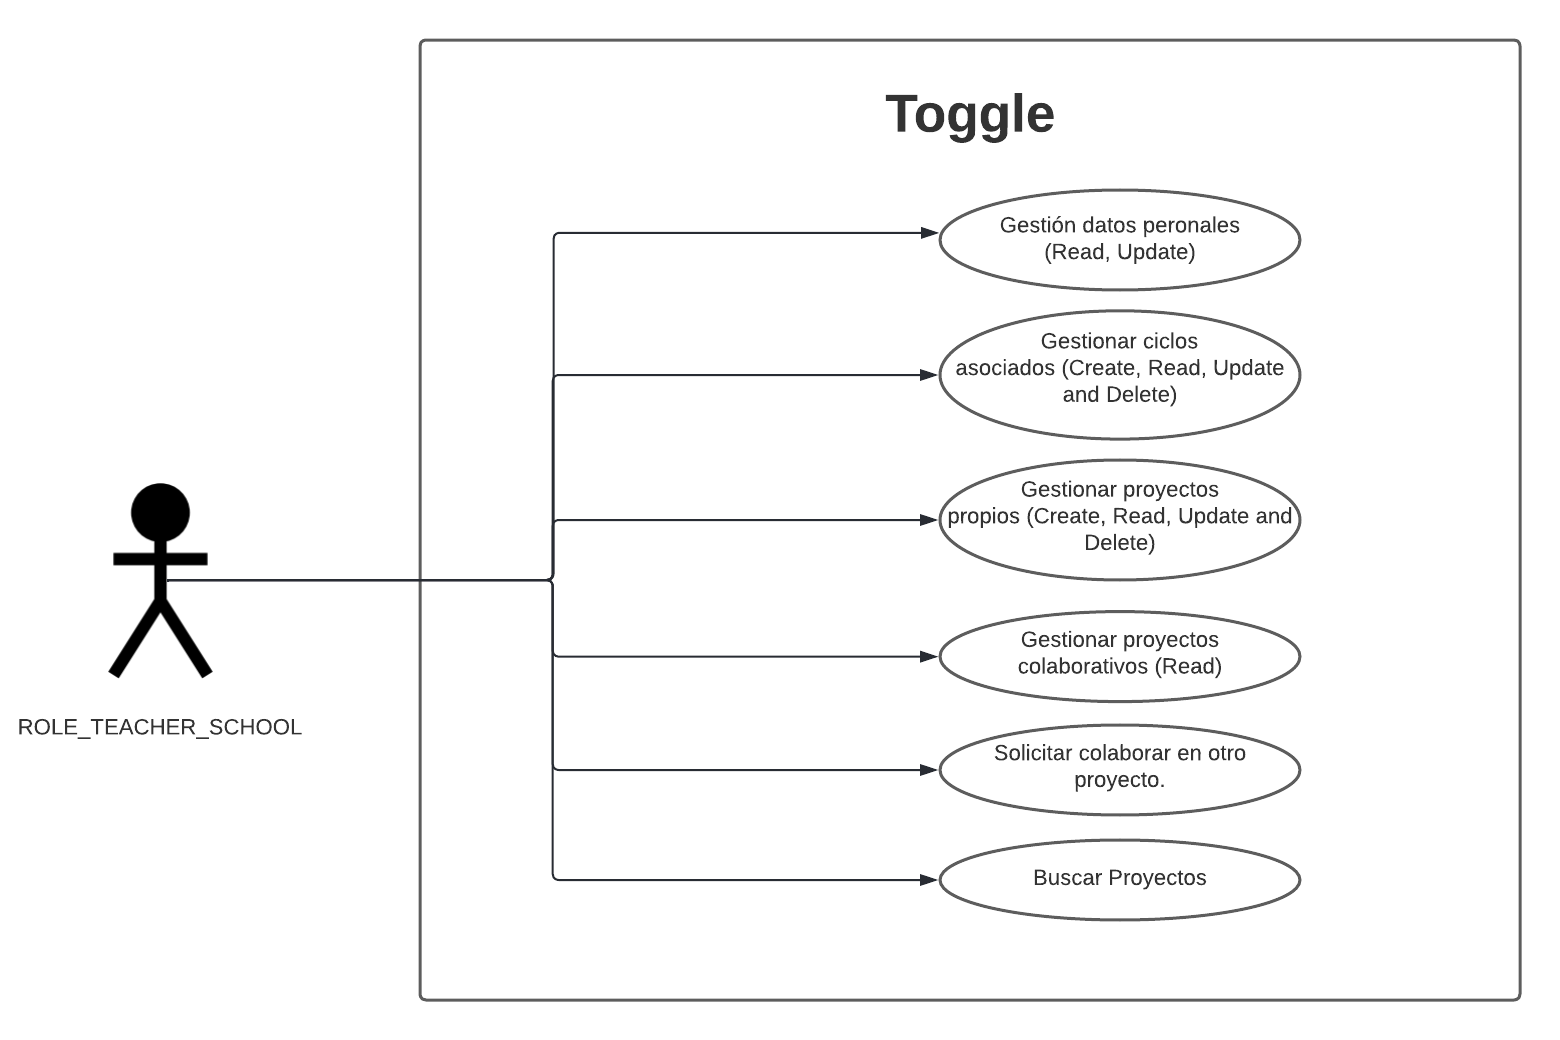 Toggle
Gestión datos peronales
(Read, Update)
Gestionar ciclos
asociados (Create, Read, Update
and Delete)
Gestionar proyectos
propios (Create, Read, Update and
Delete)
Gestionar proyectos
colaborativos (Read)
Solicitar colaborar en otro
proyecto.
Buscar Proyectos
ROLE_TEACHER_SCHOOL